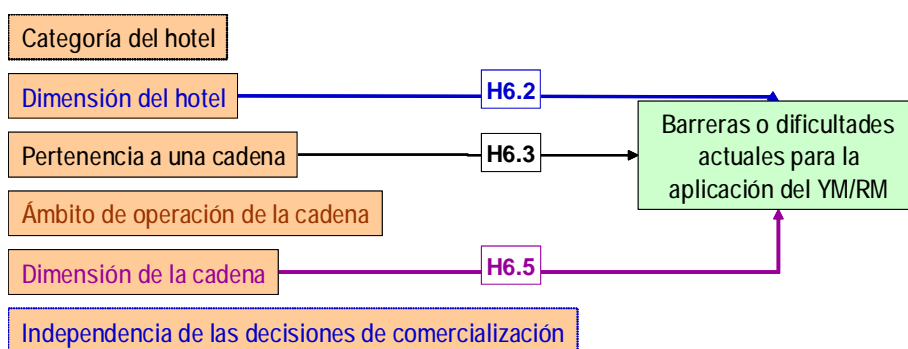 Categoría del hotel
Dimensión del hotel
H6.2
Pertenencia a una cadena
H6.3
Barreras o dificultades
actuales para la
aplicación del YM/RM
Ámbito de operación de la cadena
Dimensión de la cadena
H6.5
Independencia de las decisiones de comercialización